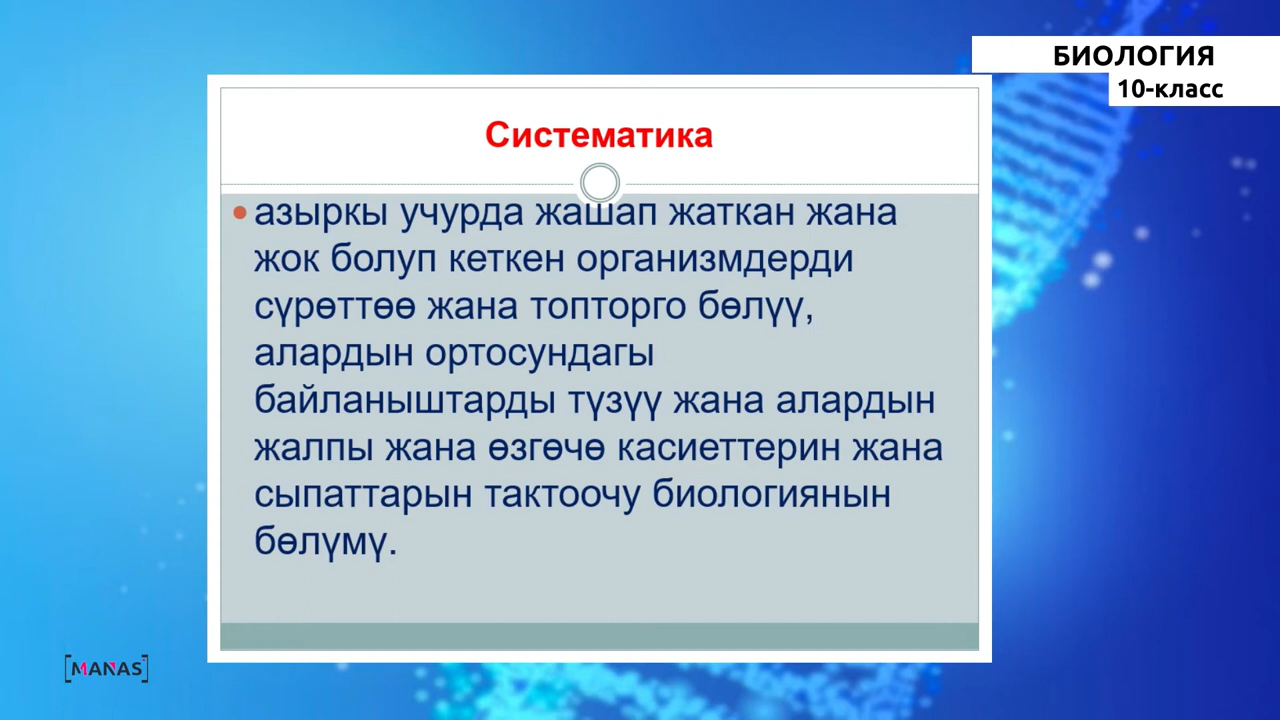 БИОЛОГИЯ
10-класс
Систематика
• азыркы учурда жашап жаткан жана
жок болуп кеткен организмдерди
сүрөттөө жана топторго бөлүү,
алардын ортосундагы
байланыштарды түзүү жана алардын
жалпы жана өзгөчө касиеттерин жана
сыпаттарын тактоочу биологиянын
бөлүмү.
[MANAS]